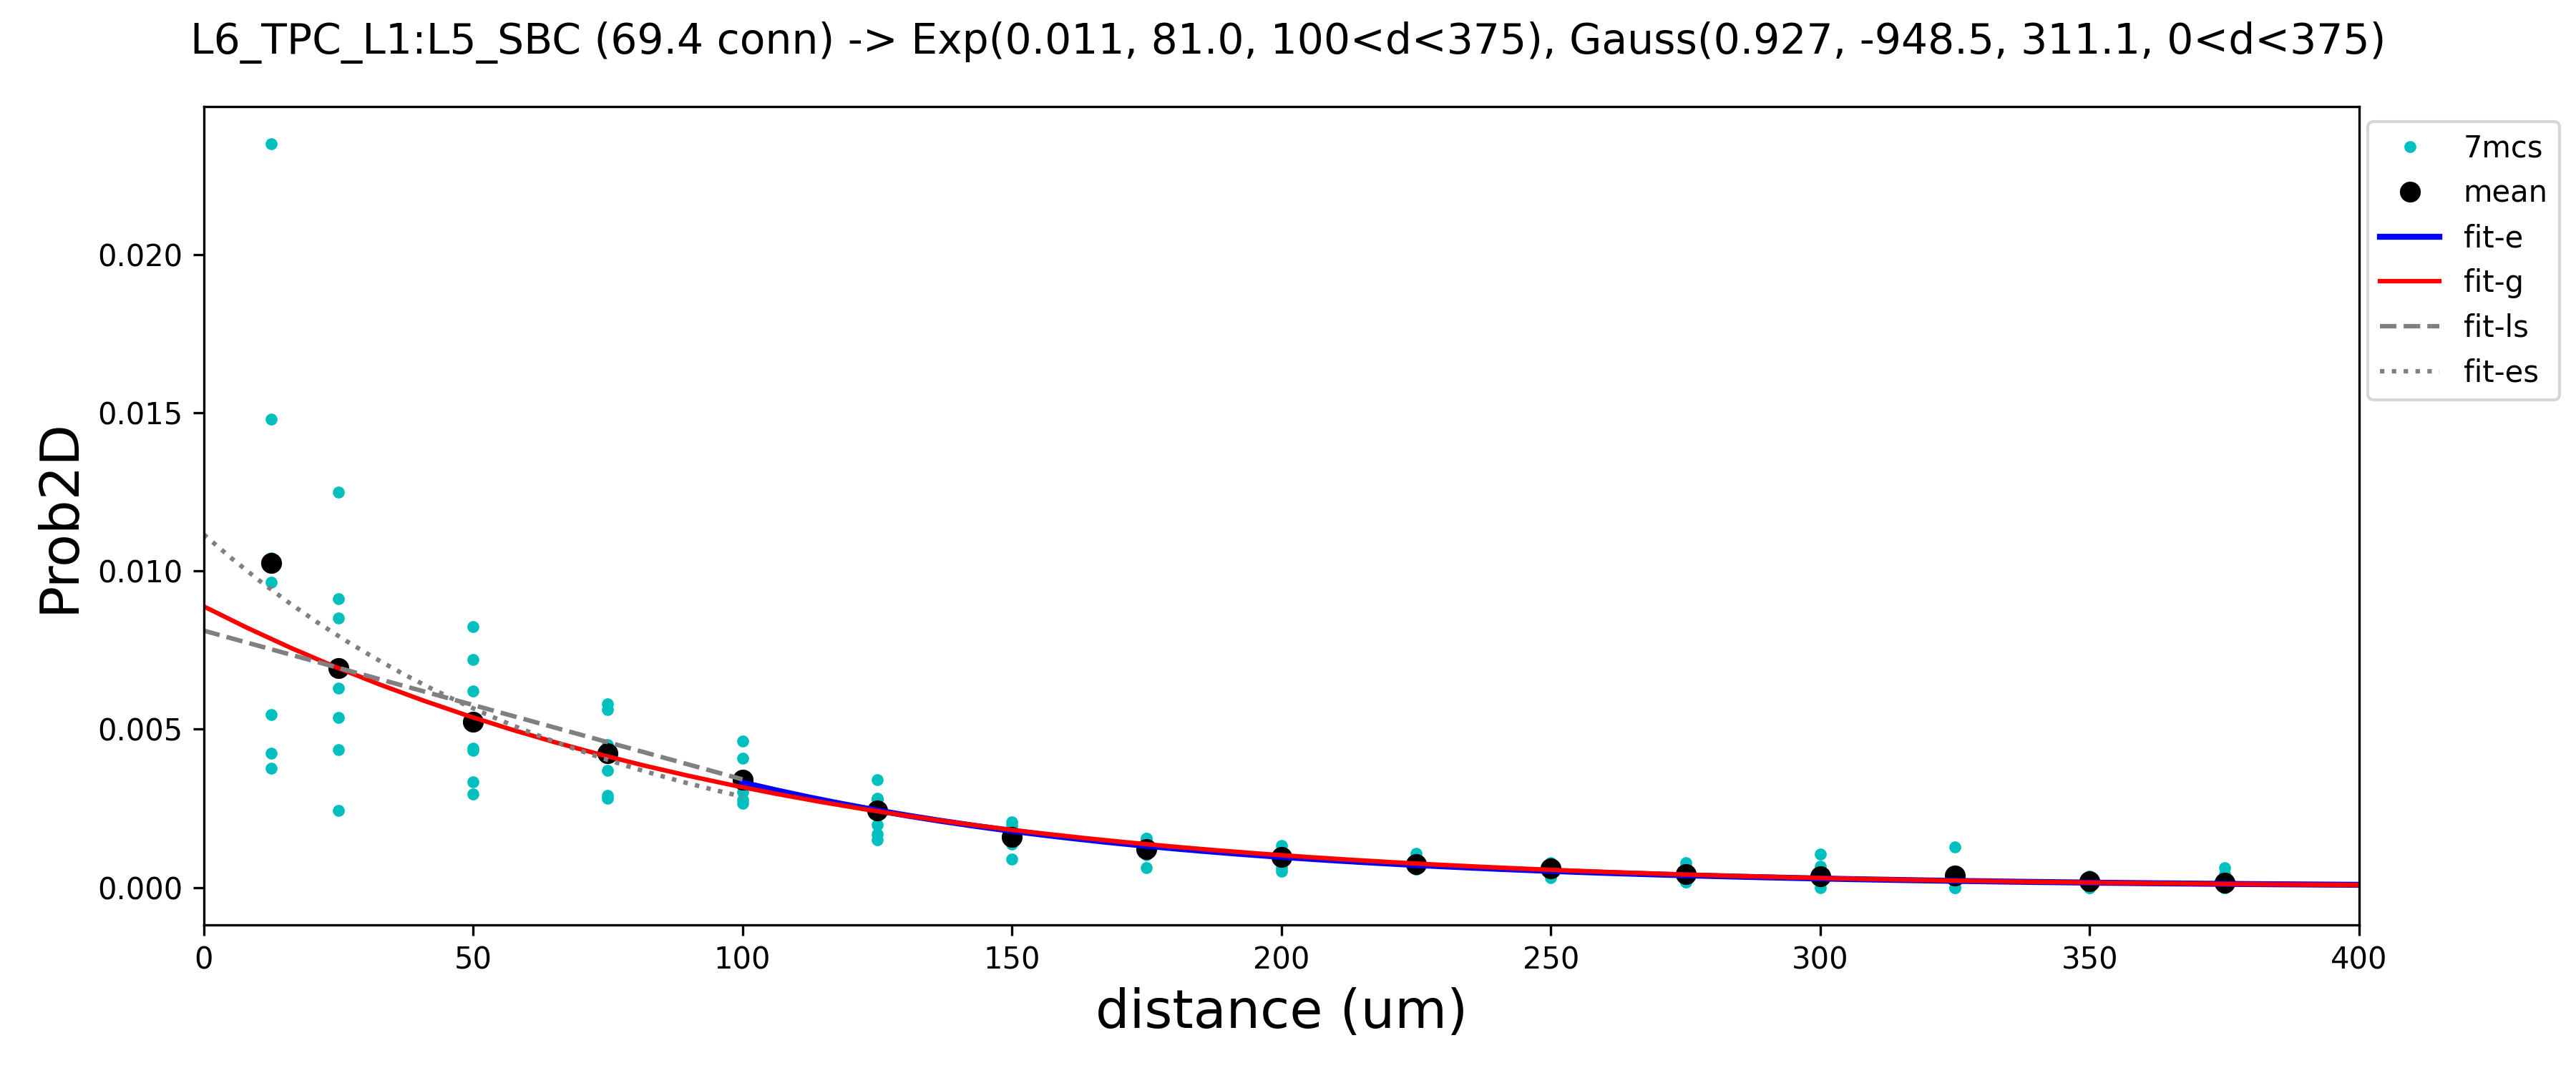 L6_TPC_L1:L5_SBC (69.4 conn) -> Exp(0.011, 81.0, 100<d<375), Gauss(0.927, -948.5, 311.1, 0<d<375)
7mcs
mean
fit-e
fit-g
fit-ls
fit-es
Prob2D
0.020
0.015
0.010
0.005
0.000
0 50 100 150 200 250 300 350 400
distance (um)